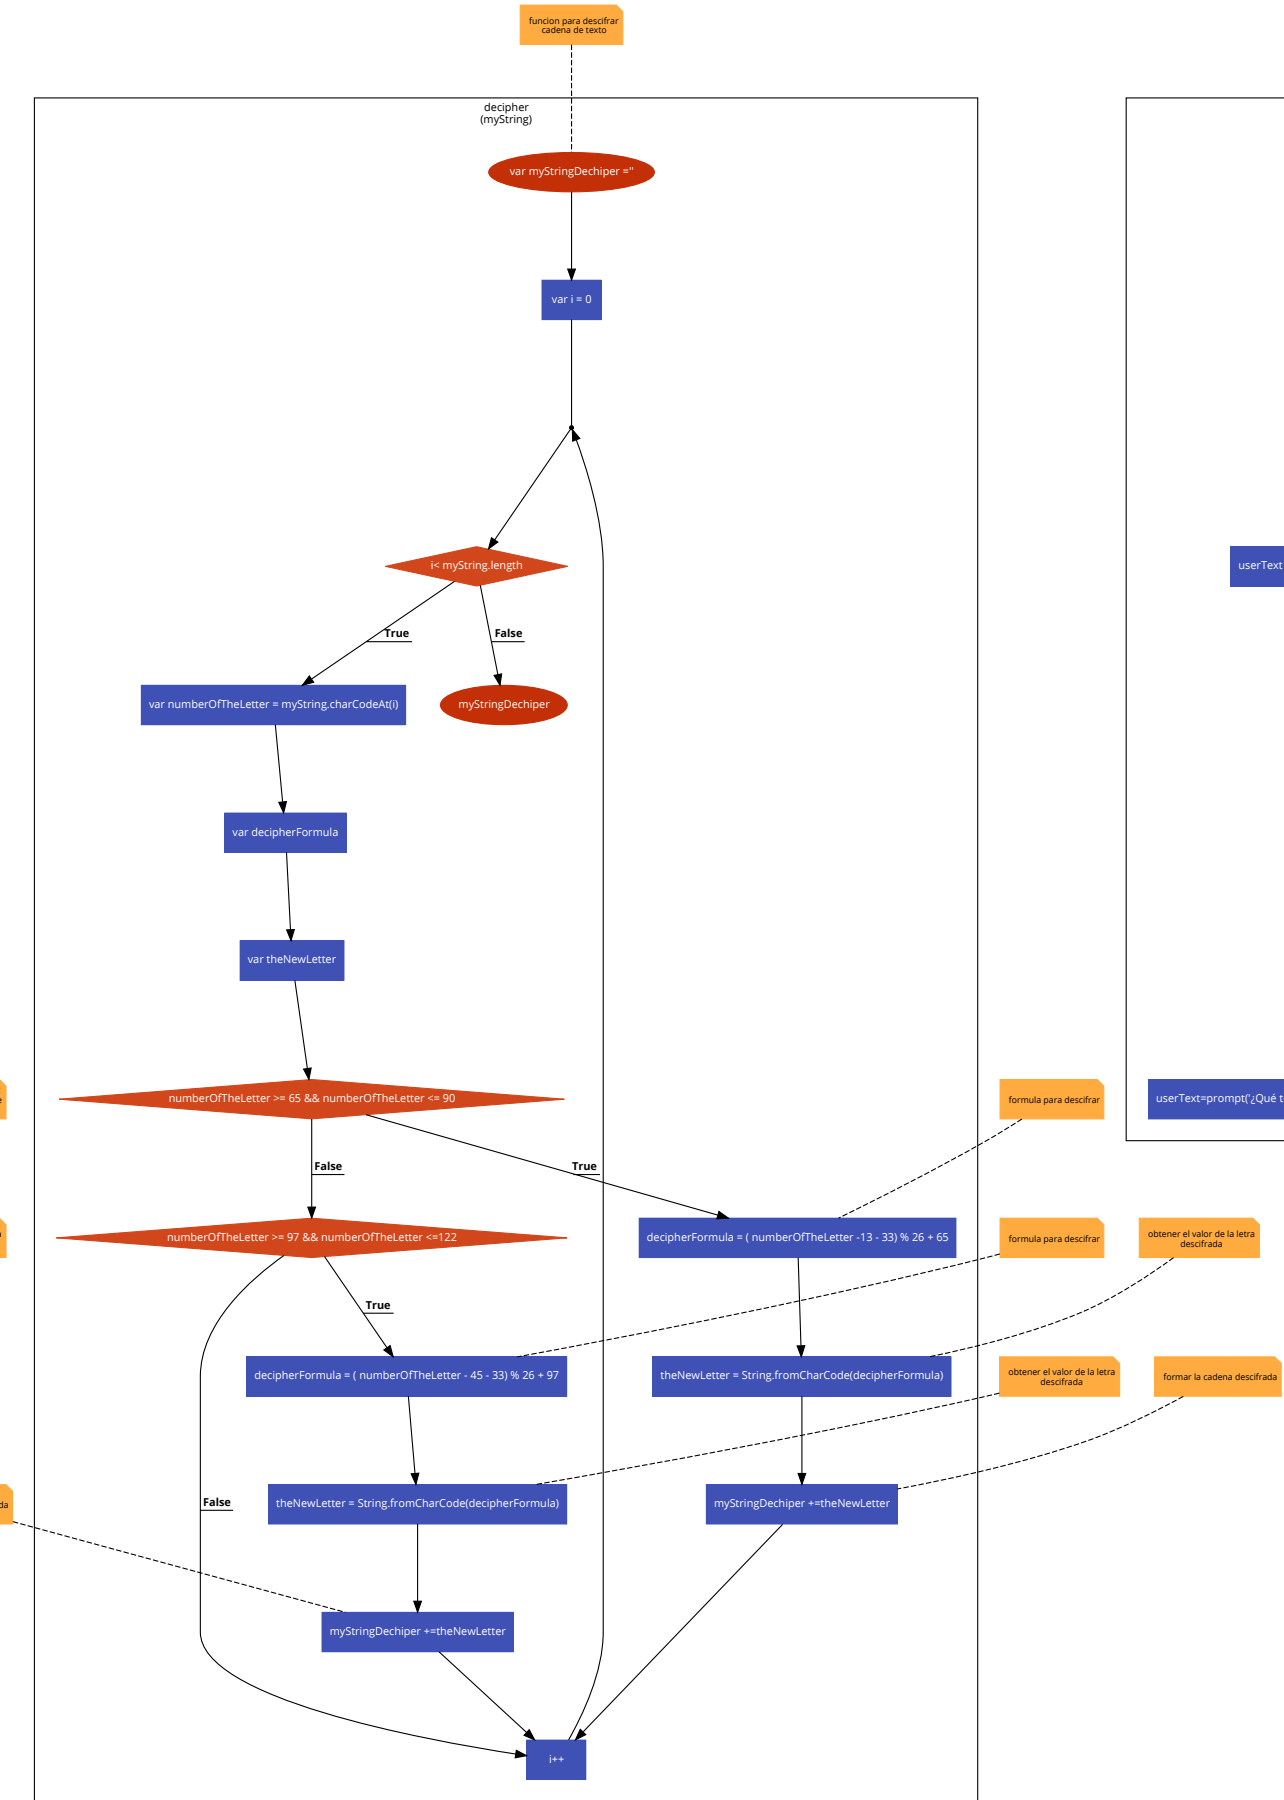 funcion para descifrar
cadena de texto
decipher
(myString)
var myStringDechiper =''
var i = 0
i< myString.length
userText
True
False
var numberOfTheLetter = myString.charCodeAt(i)
myStringDechiper
var decipherFormula
var theNewLetter
numberOfTheLetter >= 65 && numberOfTheLetter <= 90
formula para descifrar
userText=prompt('¿Qué t
False
True
numberOfTheLetter >= 97 && numberOfTheLetter <=122
decipherFormula = ( numberOfTheLetter -13 - 33) % 26 + 65
formula para descifrar
obtener el valor de la letra
descifrada
True
decipherFormula = ( numberOfTheLetter - 45 - 33) % 26 + 97
theNewLetter = String.fromCharCode(decipherFormula)
obtener el valor de la letra
descifrada
formar la cadena descifrada
False
da
theNewLetter = String.fromCharCode(decipherFormula)
myStringDechiper +=theNewLetter
myStringDechiper +=theNewLetter
i++